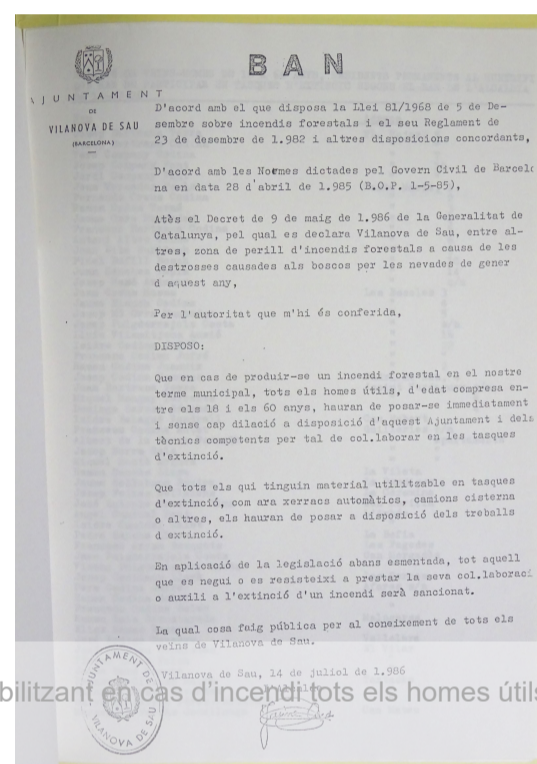 BAN
AJUNTAMENT
DE
VILANOVA DE SAU
(BARCELONA)
D'acord amb el que disposa la Llei 81/1968 de 5 de De-
sembre sobre incendis forestals i el seu Reglament de
23 de desembre de 1.982 i altres disposicions concordants,
D'acord amb les Normes dictades pel Govern Civil de Barcelo
na en data 28 d'abril de 1.985 (B.O.P. 1-5-85),
Atès el Decret de 9 de maig de 1.986 de la Generalitat de
Catalunya, pel qual es declara Vilanova de Sau, entre al-
tres, zona de perill d'incendis forestals a causa de les
destrosses causades als boscos per les nevades de gener
d aquest any,
Per l'autoritat que m'hi és conferida,
DISPOSO:
Que en cas de produir-se un incendi forestal en el nostre
terme municipal, tots els homes útils, d'edat compresa en-
tre els 18 i els 60 anys, hauran de posar-se immediatament
i sense cap dilació a disposició d'aquest Ajuntament i dels
tècnics competents per tal de col.laborar en les tasques
d'extinció.
Que tots els qui tinguin material utilitsable en tasques
d'extinció, com ara xerracs automàtics, camions cisterna
o altres, els hauran de posar a disposició dels treballs
d extinció.
En aplicació de la legislació abans esmentada, tot aquell
que es negui o es resisteixi a prestar la seva col.laboraci
o auxili a l'extinció d'un incendi serà sancionat.
La qual cosa faig pública per al coneixement de tots els
veïns de Vilanova de Sau.
Vilanova de Sau, 14 de juliol de 1.986
bilitzant en cas d'incendi tots els homes útils
AJUNTAMENT DE
VILANOVA DE SAU